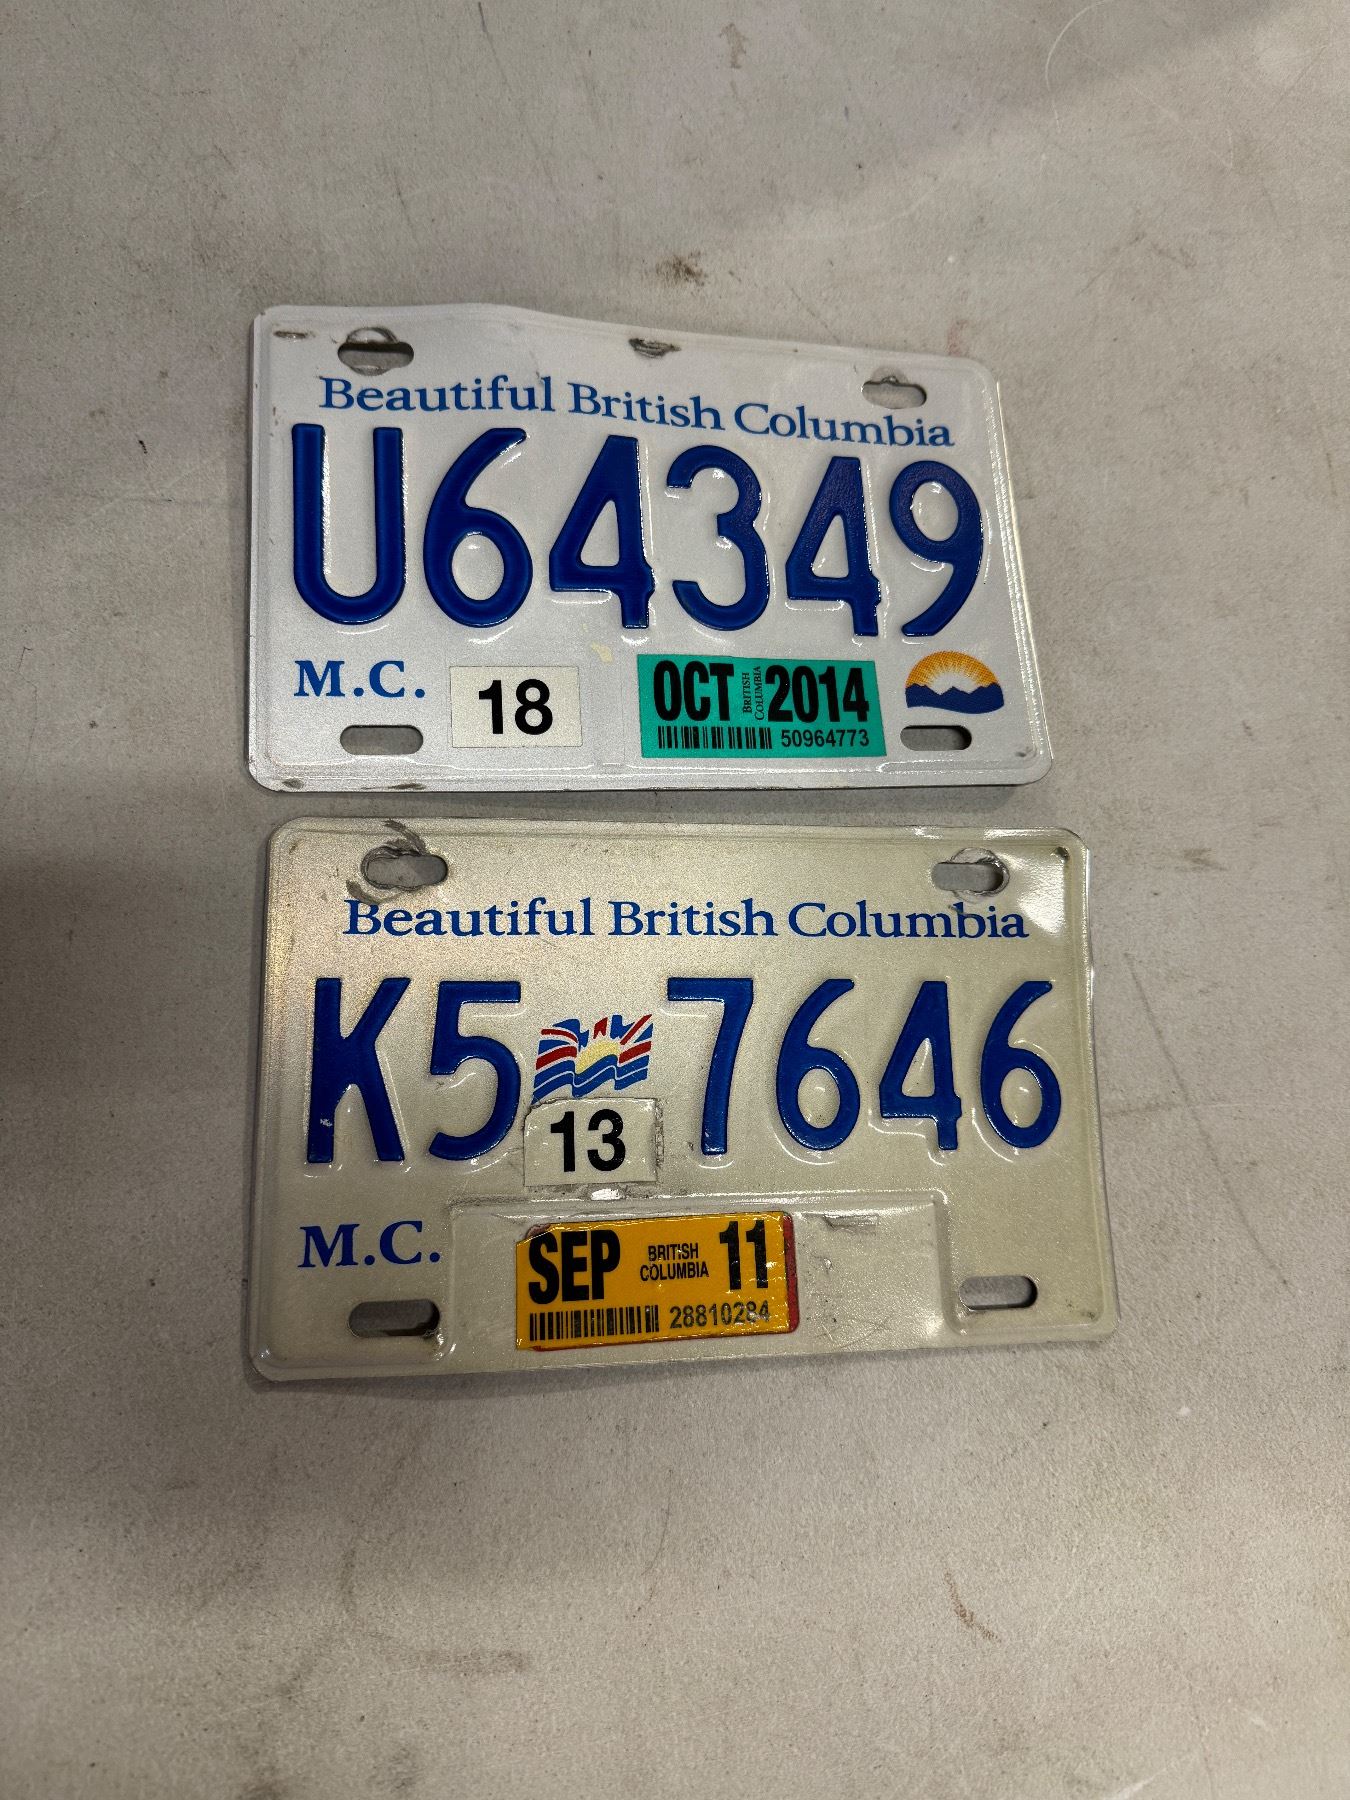 Beautiful British Columbia
U64349
M.C. 18 OCT BRITISH COLUMBIA 2014
50964773
Beautiful British Columbia
K5 7646
13
M.C. SEP BRITISH COLUMBIA 11
28810284